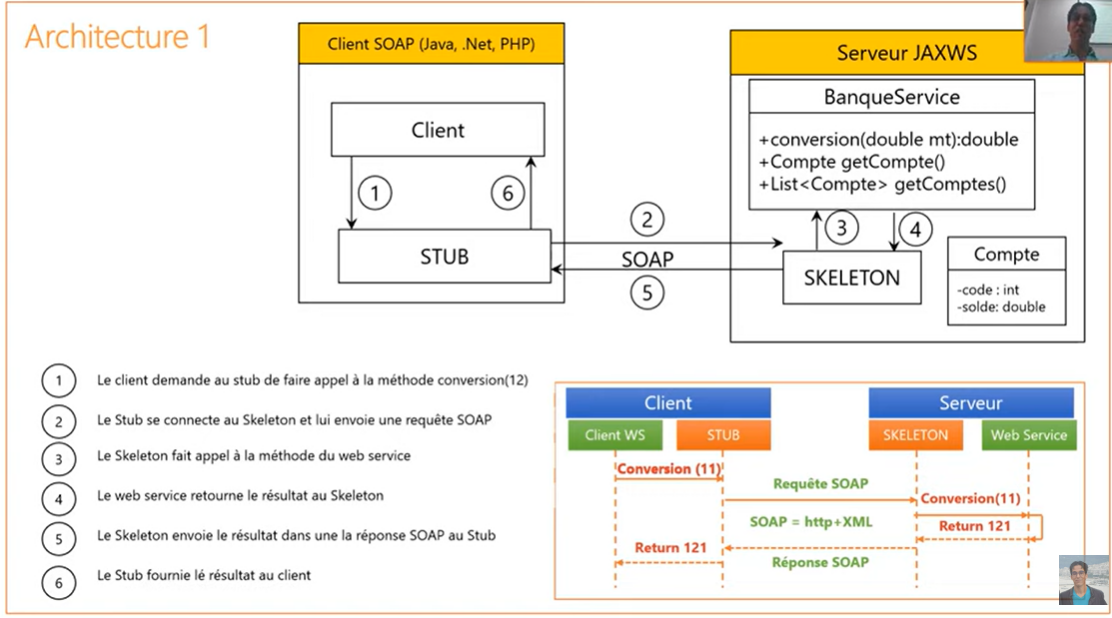 Architecture 1
Client SOAP (Java, .Net, PHP)
Client
1
6
STUB
2
SOAP
5
Serveur JAXWS
BanqueService
+conversion(double mt):double
+Compte getCompte()
+List<Compte> getComptes()
3
4
SKELETON
Compte
-code : int
-solde: double
1 Le client demande au stub de faire appel à la méthode conversion(12)
2 Le Stub se connecte au Skeleton et lui envoie une requête SOAP
3 Le Skeleton fait appel à la méthode du web service
4 Le web service retourne le résultat au Skeleton
5 Le Skeleton envoie le résultat dans une la réponse SOAP au Stub
6 Le Stub fournie lé résultat au client
Client
Serveur
Client WS
STUB
SKELETON
Web Service
Conversion (11)
Requête SOAP
Conversion(11)
SOAP = http+XML
Return 121
Return 121
Réponse SOAP